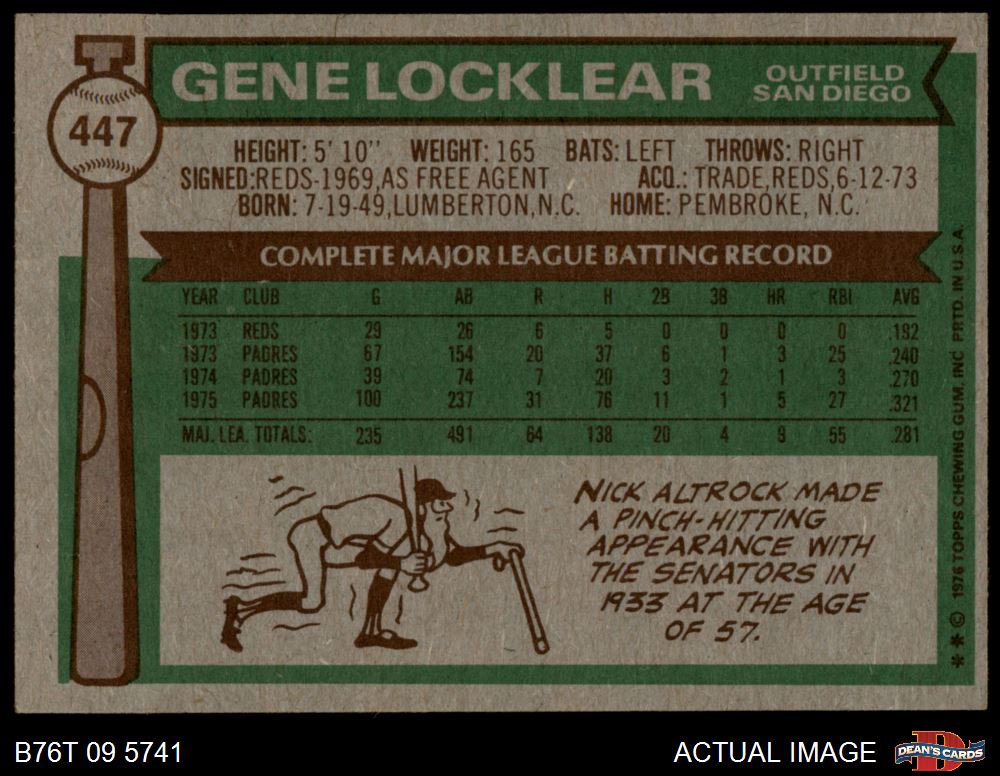 447
GENE LOCKLEAR
OUTFIELD
SAN DIEGO
HEIGHT: 5' 10" WEIGHT: 165 BATS: LEFT THROWS: RIGHT
SIGNED:REDS-1969,AS FREE AGENT ACQ.: TRADE,REDS,6-12-73
BORN: 7-19-49,LUMBERTON,N.C. HOME: PEMBROKE, N.C.
COMPLETE MAJOR LEAGUE BATTING RECORD
YEAR CLUB G AB R H 2B 3B HR RBI AVG
1973 REDS 29 26 6 5 0 0 0 0 .192
1973 PADRES 67 154 20 37 6 1 3 25 .240
1974 PADRES 39 74 7 20 3 2 1 3 .270
1975 PADRES 100 237 31 76 11 1 5 27 .321
MAJ. LEA. TOTALS: 235 491 64 138 20 4 9 55 .281
NICK ALTROCK MADE
A PINCH-HITTING
APPEARANCE WITH
THE SENATORS IN
1933 AT THE AGE
OF 57.
** © 1976 TOPPS CHEWING GUM, INC PRTD. IN U.S.A.
B76T 09 5741
ACTUAL IMAGE
D
DEAN'S CARDS